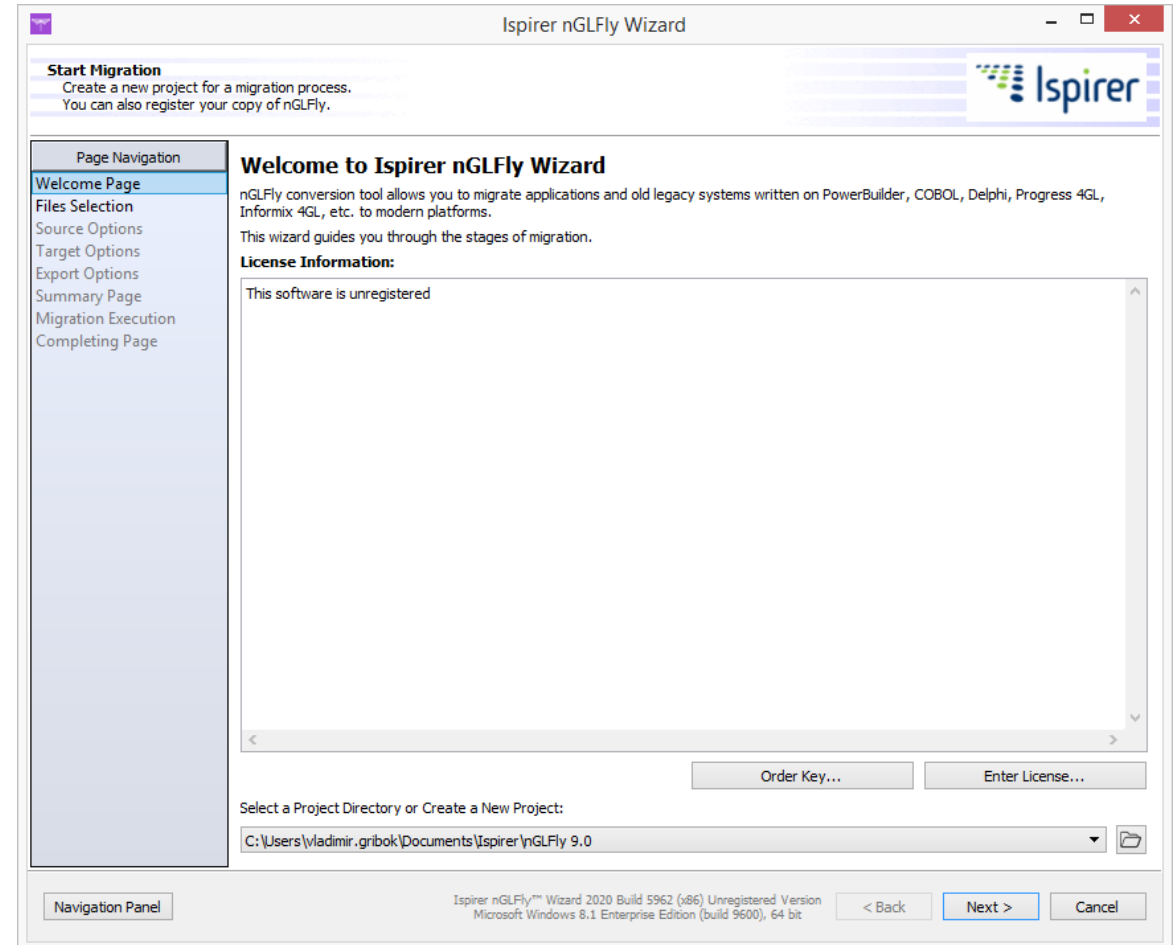 Ispirer nGLFly Wizard
Start Migration
Create a new project for a migration process.
You can also register your copy of nGLFly.
Ispirer
Page Navigation
Welcome Page
Files Selection
Source Options
Target Options
Export Options
Summary Page
Migration Execution
Completing Page
Welcome to Ispirer nGLFly Wizard
nGLFly conversion tool allows you to migrate applications and old legacy systems written on PowerBuilder, COBOL, Delphi, Progress 4GL,
Informix 4GL, etc. to modern platforms.
This wizard guides you through the stages of migration.
License Information:
This software is unregistered
Order Key...
Enter License...
Select a Project Directory or Create a New Project:
C:\Users\vladimir.gribok\Documents\Ispirer\nGLFly 9.0
Navigation Panel
Ispirer nGLFly™ Wizard 2020 Build 5962 (x86) Unregistered Version
Microsoft Windows 8.1 Enterprise Edition (build 9600), 64 bit
< Back
Next >
Cancel